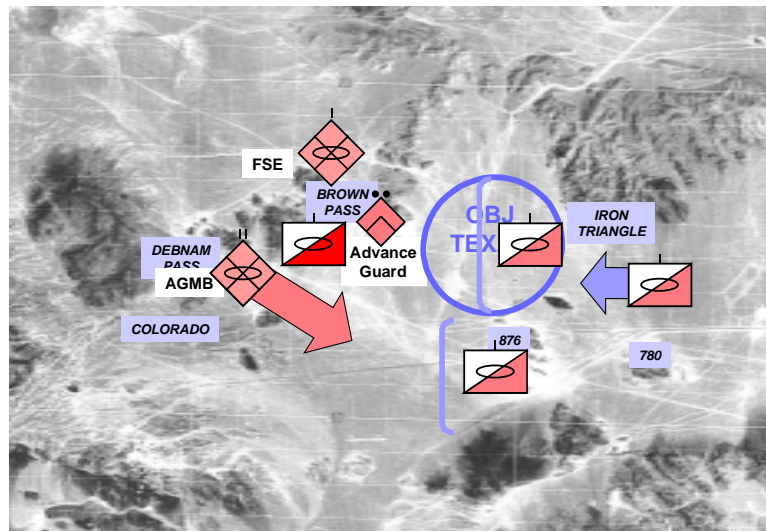 FSE
BROWN
PASS
OBJ
TEX
IRON
TRIANGLE
DEBNAM
PASS
AGMB
Advance
Guard
COLORADO
876
780